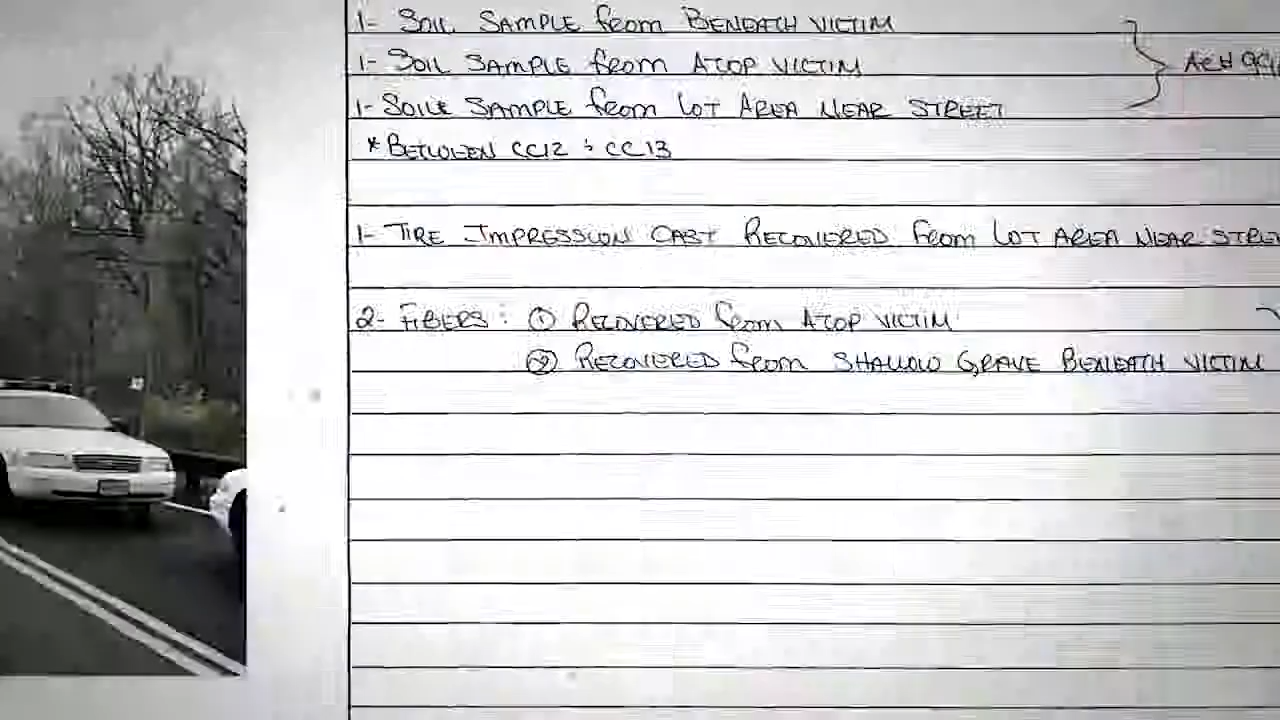 1- SOIL SAMPLE from BENEATH VICTIM
1- SOIL SAMPLE from ATOP VICTIM
1- SOILE SAMPLE from LOT AREA NEAR STREET
* BETWEEN CC12 & CC13
1- TIRE IMPRESSION CAST RECOVERED from LOT AREA NEAR STREE
2- FIBERS: ① RECOVERED from ATOP VICTIM
② RECOVERED from SHALLOW GRAVE BENEATH VICTIM